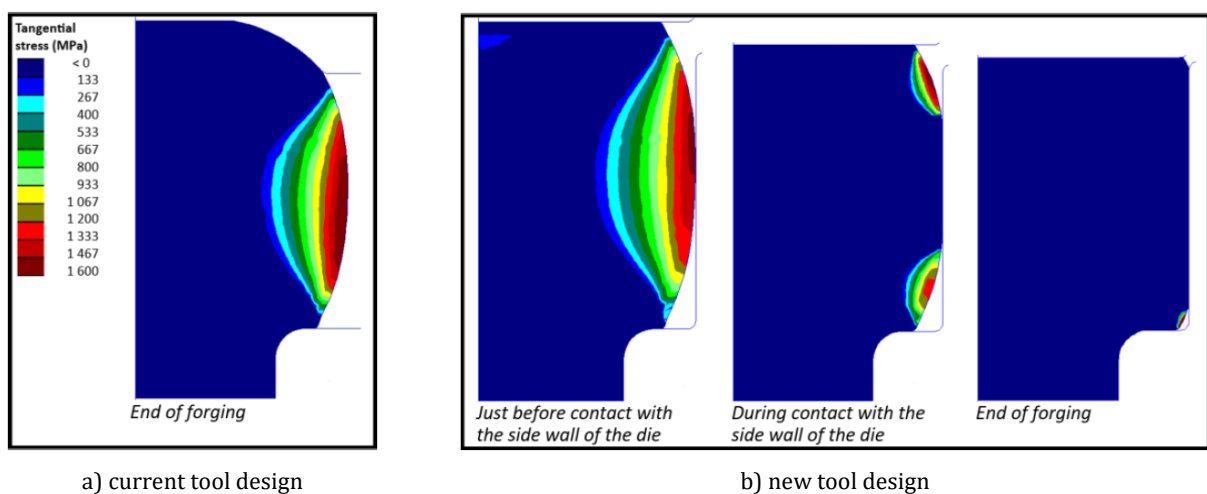 Tangential
stress (MPa)
< 0
133
267
400
533
667
800
933
1 067
1 200
1 333
1 467
1 600
End of forging
Just before contact with
the side wall of the die
During contact with the
side wall of the die
End of forging
a) current tool design
b) new tool design